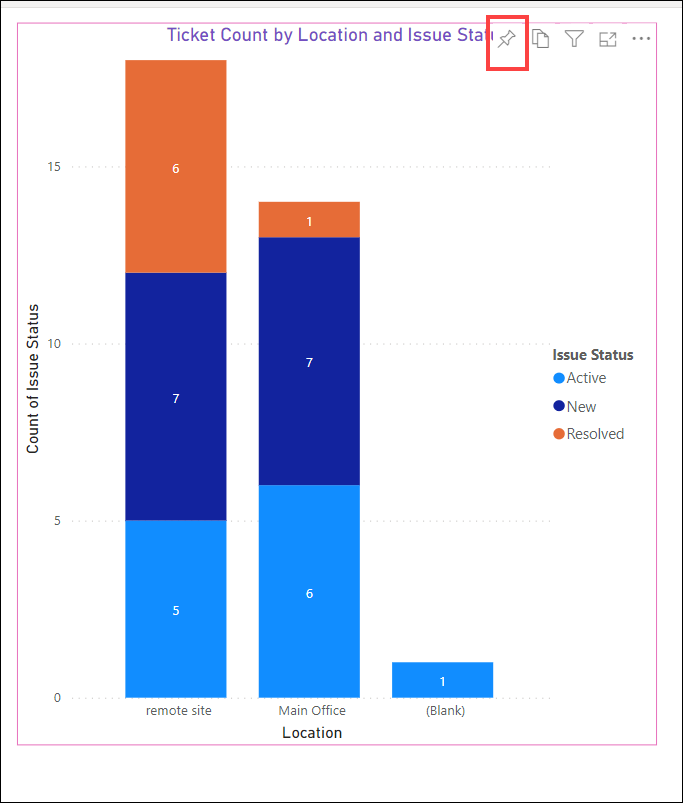 Ticket Count by Location and Issue Statu
15
10
5
0
Count of Issue Status
6
7
5
1
7
6
1
remote site
Main Office
(Blank)
Location
Issue Status
Active
New
Resolved